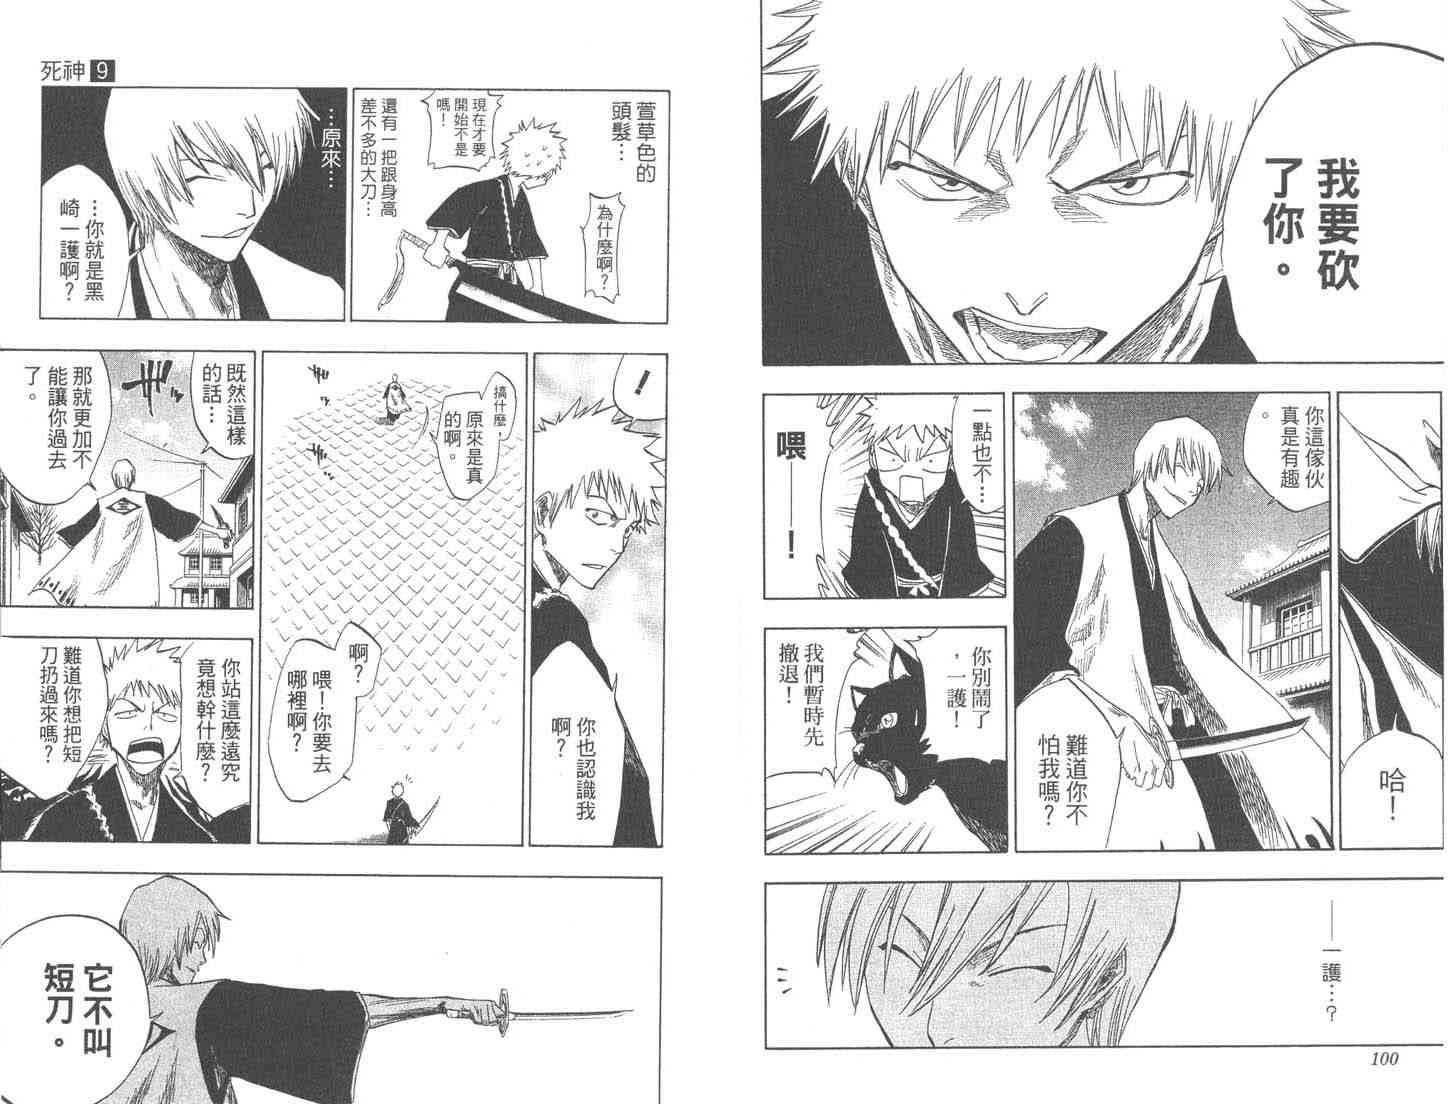 我要砍
了你。
哈！
你這傢伙
真是有趣
。
難道你不
怕我嗎？
一點也不…
喂——！
你別鬧了
，一護！
我們暫時先
撤退！
——一護…？
100
死神 9
萱草色的
頭髮…
為什麼啊？
現在才要
開始不是
嗎！
還有一把跟身高
差不多的大刀…
…原來…
…你就是黑
崎一護啊？
！
你也認識我
啊？
搞什麼，
原來是真
的啊。
啊？
喂！你要去
哪裡啊？
既然這樣
的話…
那就更加不
能讓你過去
了。
你站這麼遠究
竟想幹什麼？
難道你想把短
刀扔過來嗎？
它不叫
短刀。